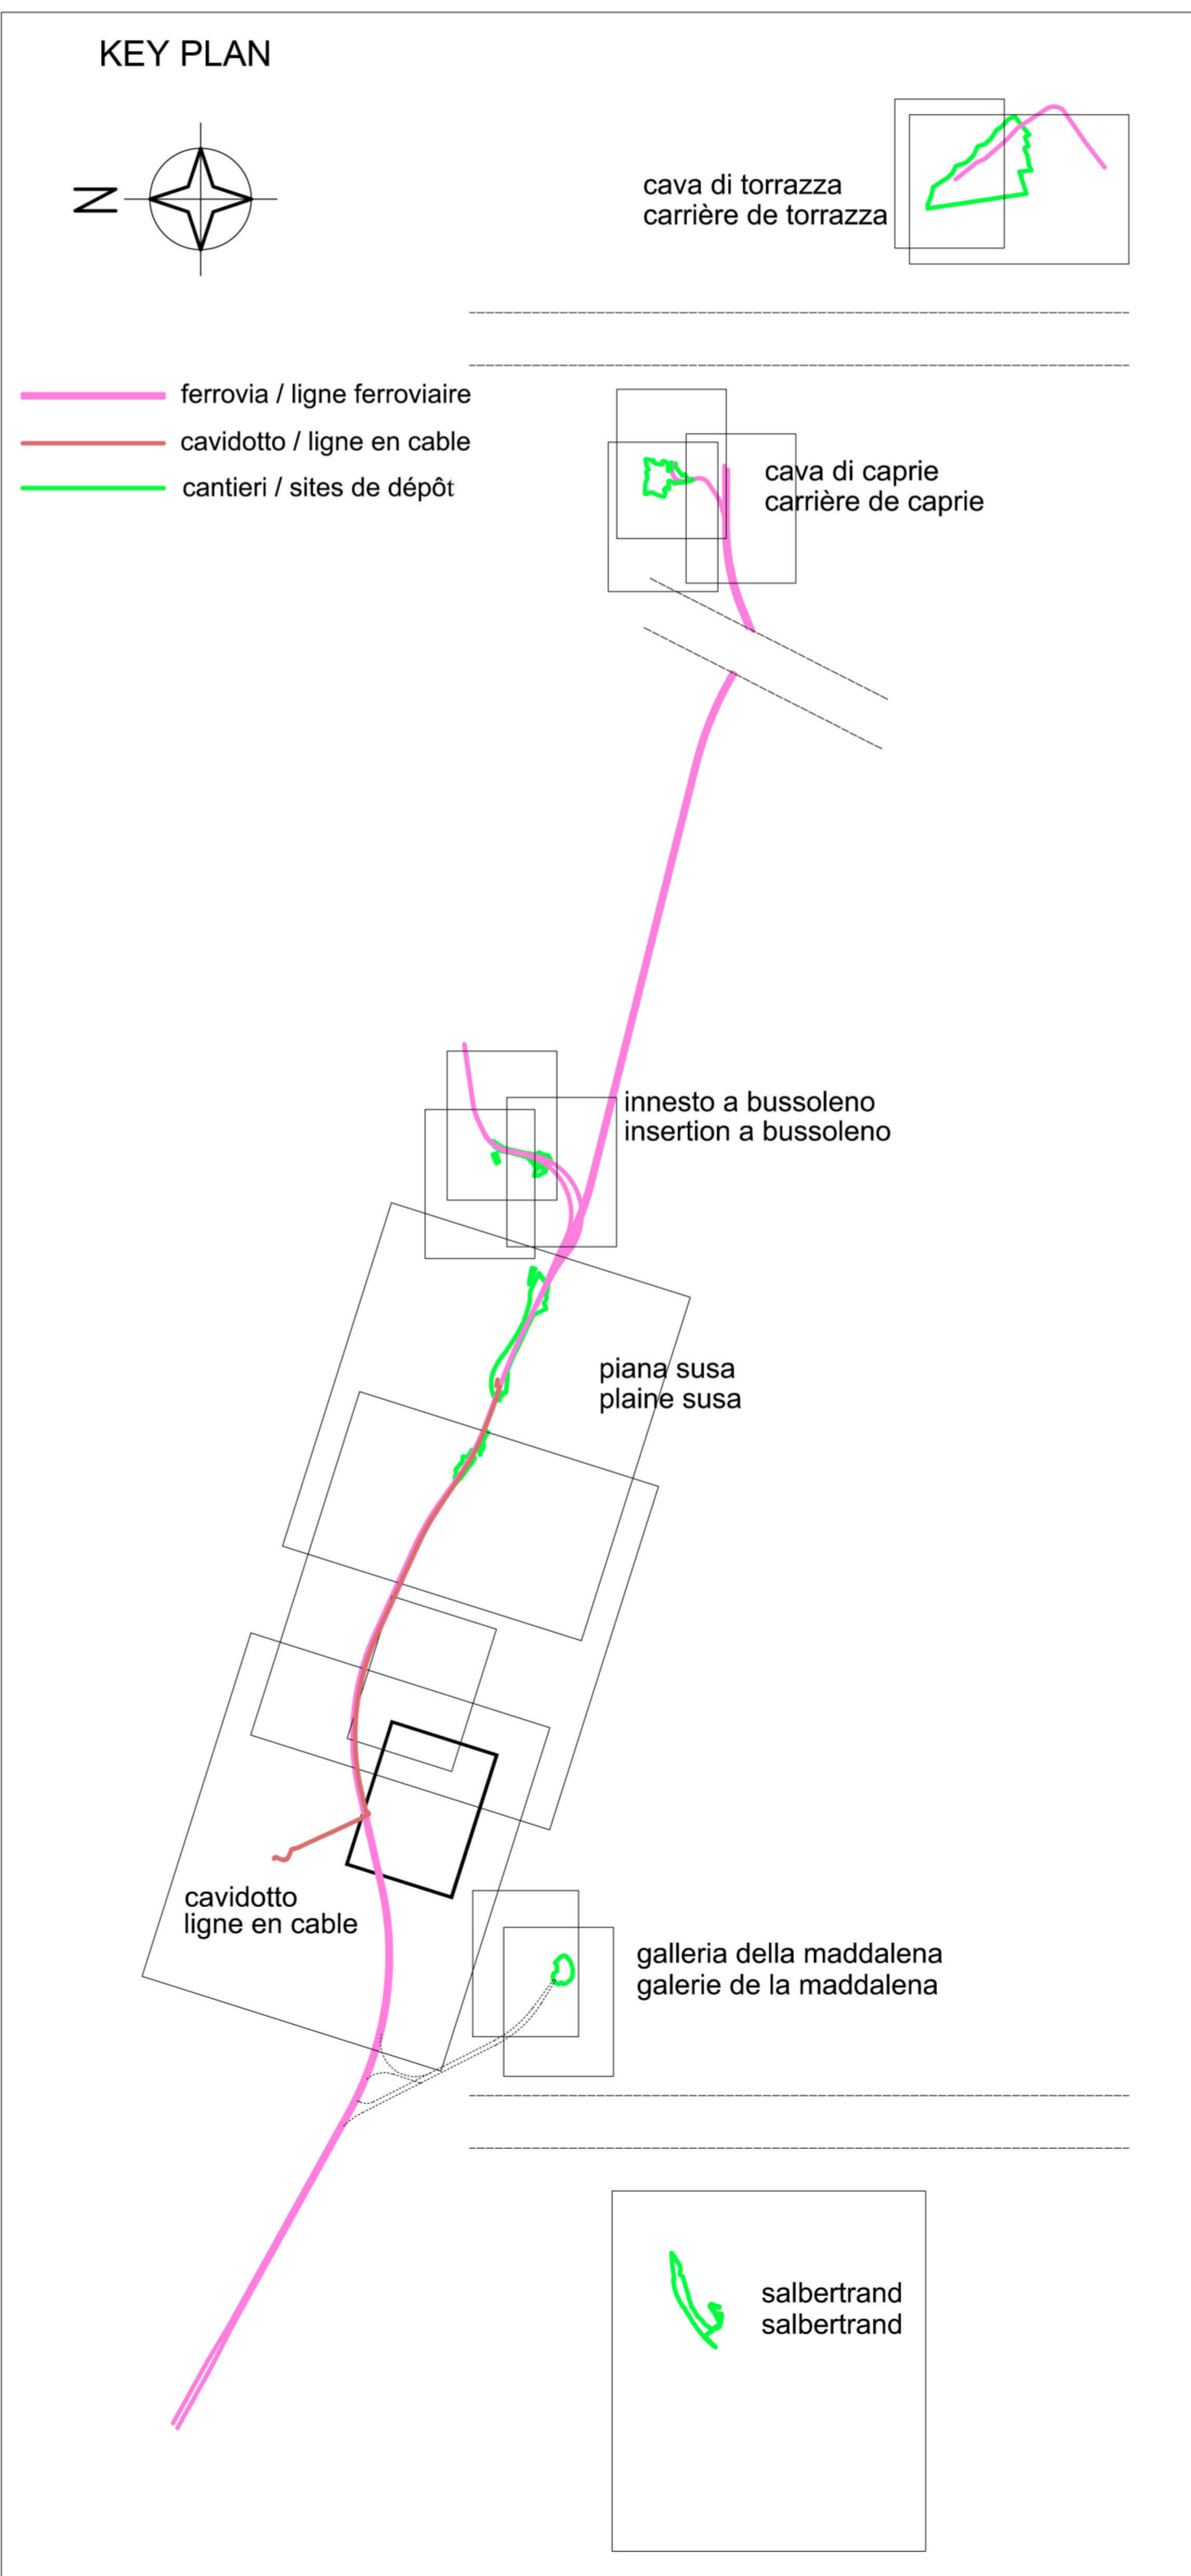 KEY PLAN
N
cava di torrazza
carrière de torrazza
ferrovia / ligne ferroviaire
cavidotto / ligne en cable
cantieri / sites de dépôt
cava di caprie
carrière de caprie
innesto a bussoleno
insertion a bussoleno
piana susa
plaine susa
cavidotto
ligne en cable
galleria della maddalena
galerie de la maddalena
salbertrand
salbertrand